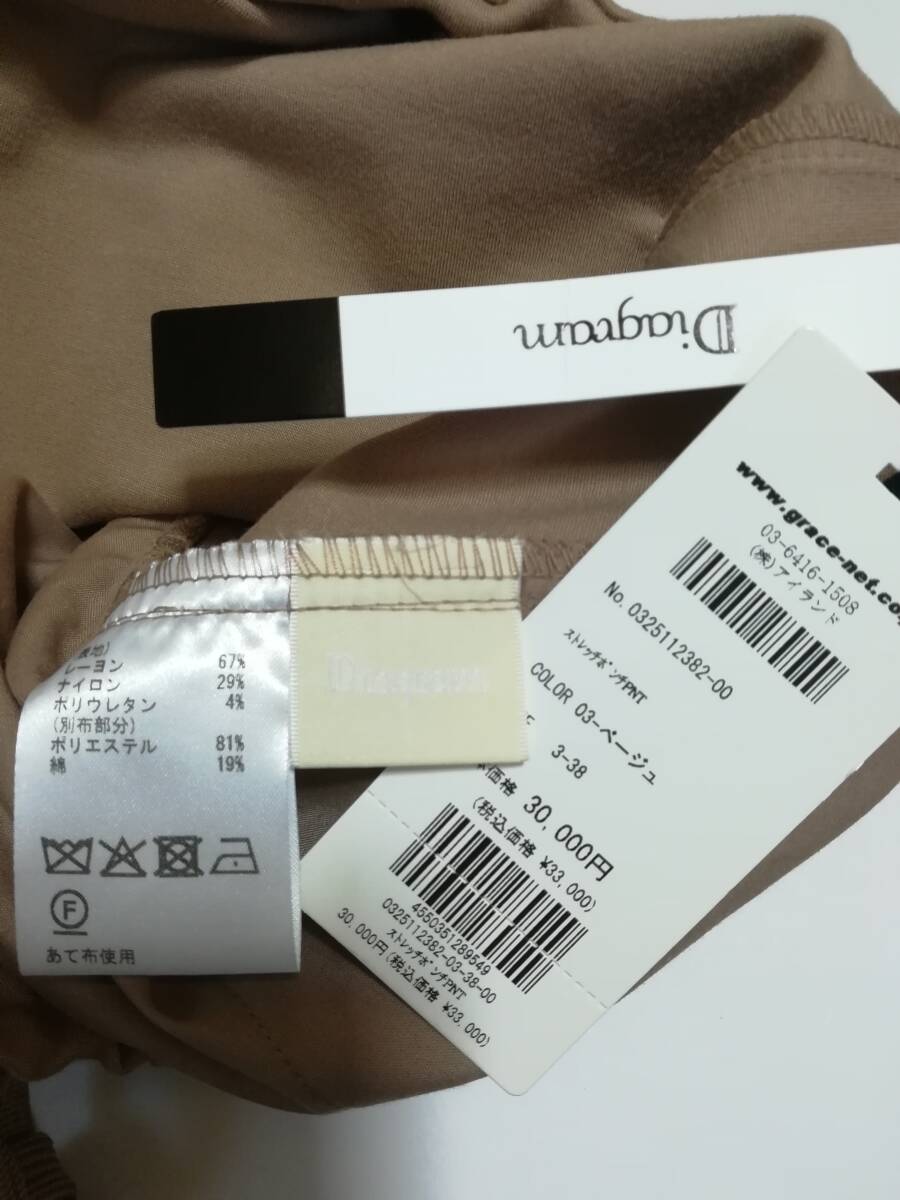 Diagram
www.grace-net.co
03-6416-1508
(株)アイランド
No. 0325112382-00
ストレッチポンチPNT
COLOR 03-ベージュ
3-38
価格 30,000円
(税込価格 ¥33,000)
4550351289549
0325112382-03-38-00
ストレッチポンチPNT
30,000円(税込価格 ¥33,000)
Diagram
レーヨン 67%
ナイロン 29%
ポリウレタン 4%
(別布部分)
ポリエステル 81%
綿 19%
F
あて布使用